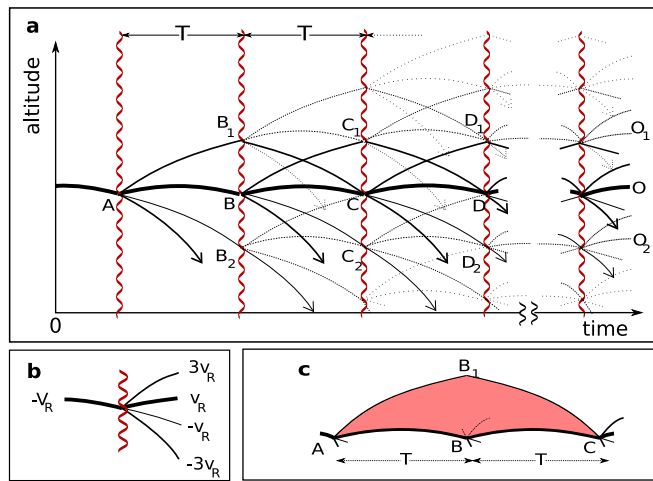 a
T T
altitude
B1 C1 D1 O1
A B C D O
B2 C2 D2 O2
0 time
b
3vR
-vR vR
-vR
-3vR
c
B1
A B C
T T